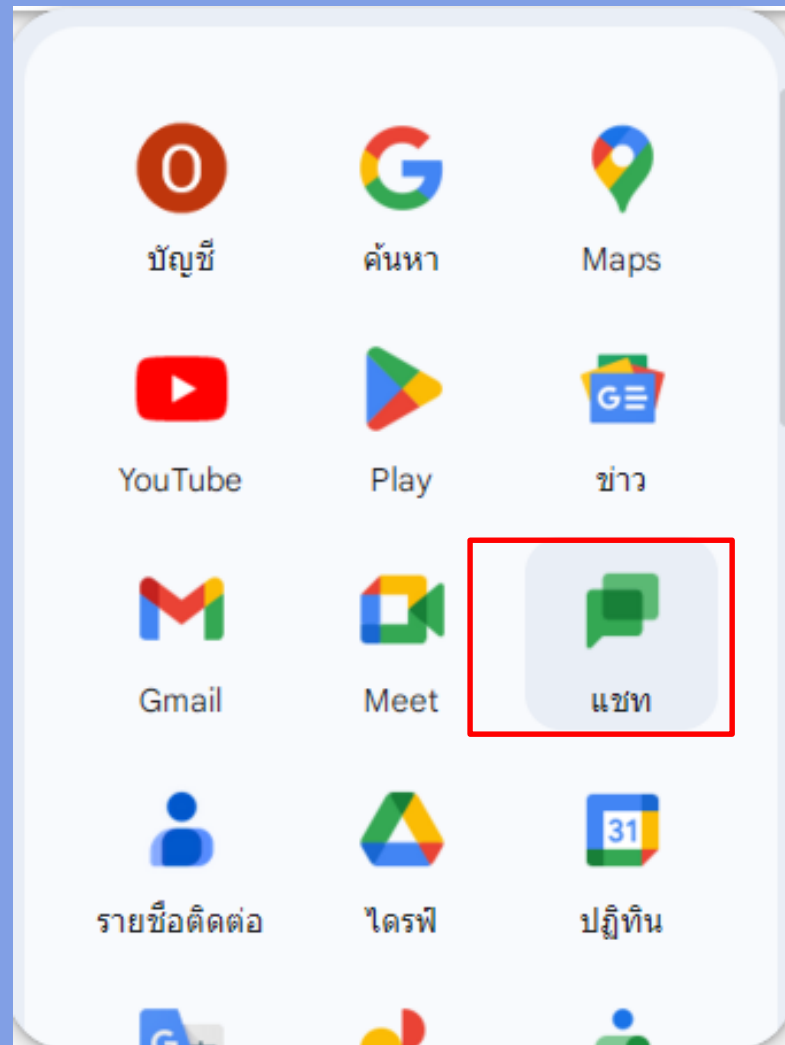 O
บัญชี
ค้นหา
Maps
YouTube
Play
G
ข่าว
Gmail
Meet
แชท
31
รายชื่อติดต่อ
ไดรฟ์
ปฏิทิน
G